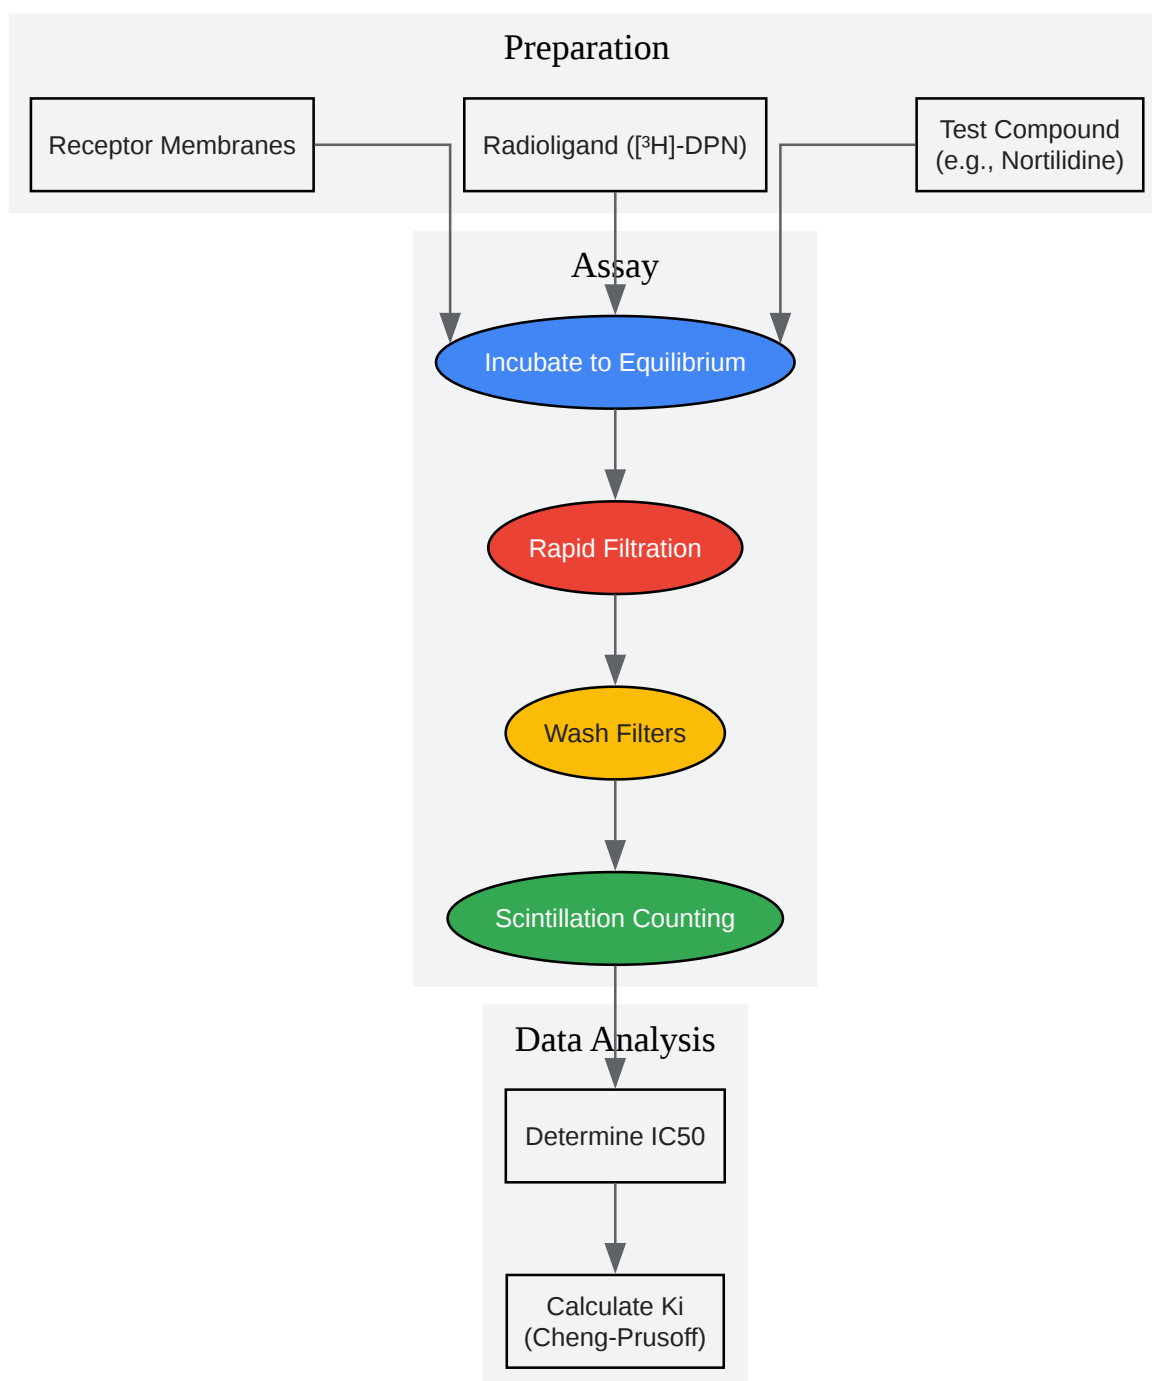 Preparation
Receptor Membranes
Radioligand ([³H]-DPN)
Test Compound
(e.g., Nortilidine)
Assay
Incubate to Equilibrium
Rapid Filtration
Wash Filters
Scintillation Counting
Data Analysis
Determine IC50
Calculate Ki
(Cheng-Prusoff)